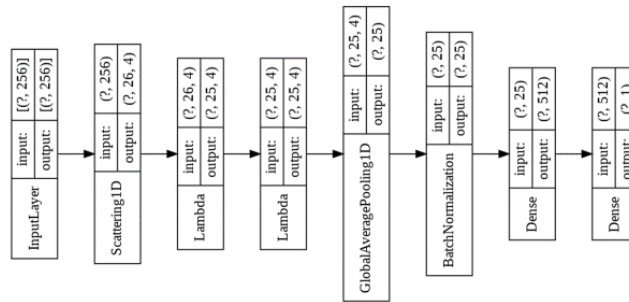 InputLayer
input:
output:
[(?, 256)]
[(?, 256)]
Scattering1D
input:
output:
(?, 256)
(?, 26, 4)
Lambda
input:
output:
(?, 26, 4)
(?, 25, 4)
Lambda
input:
output:
(?, 25, 4)
(?, 25, 4)
GlobalAveragePooling1D
input:
output:
(?, 25, 4)
(?, 25)
BatchNormalization
input:
output:
(?, 25)
(?, 25)
Dense
input:
output:
(?, 25)
(?, 512)
Dense
input:
output:
(?, 512)
(?, 1)